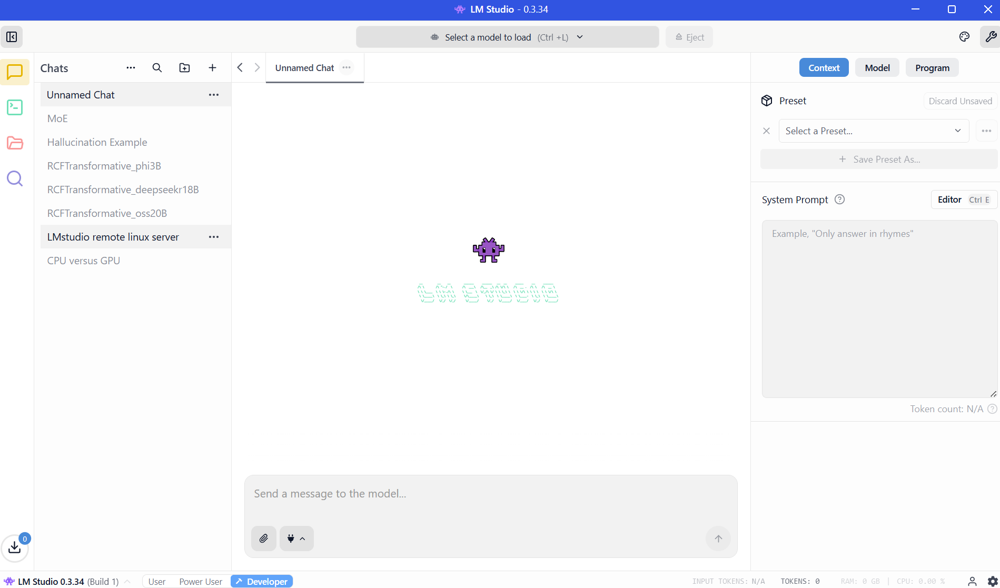 LM Studio - 0.3.34
Select a model to load (Ctrl +L)
Eject
Chats
Unnamed Chat
MoE
Hallucination Example
RCFTransformative_phi3B
RCFTransformative_deepseekr18B
RCFTransformative_oss20B
LMstudio remote linux server
CPU versus GPU
0
Unnamed Chat
LM STUDIO
Send a message to the model...
Context Model Program
Preset
Discard Unsaved
Select a Preset...
+ Save Preset As...
System Prompt
Editor Ctrl E
Example, "Only answer in rhymes"
Token count: N/A
LM Studio 0.3.34 (Build 1)
User Power User Developer
INPUT TOKENS: N/A TOKENS: 0 RAM: 0 GB | CPU: 0.00 %